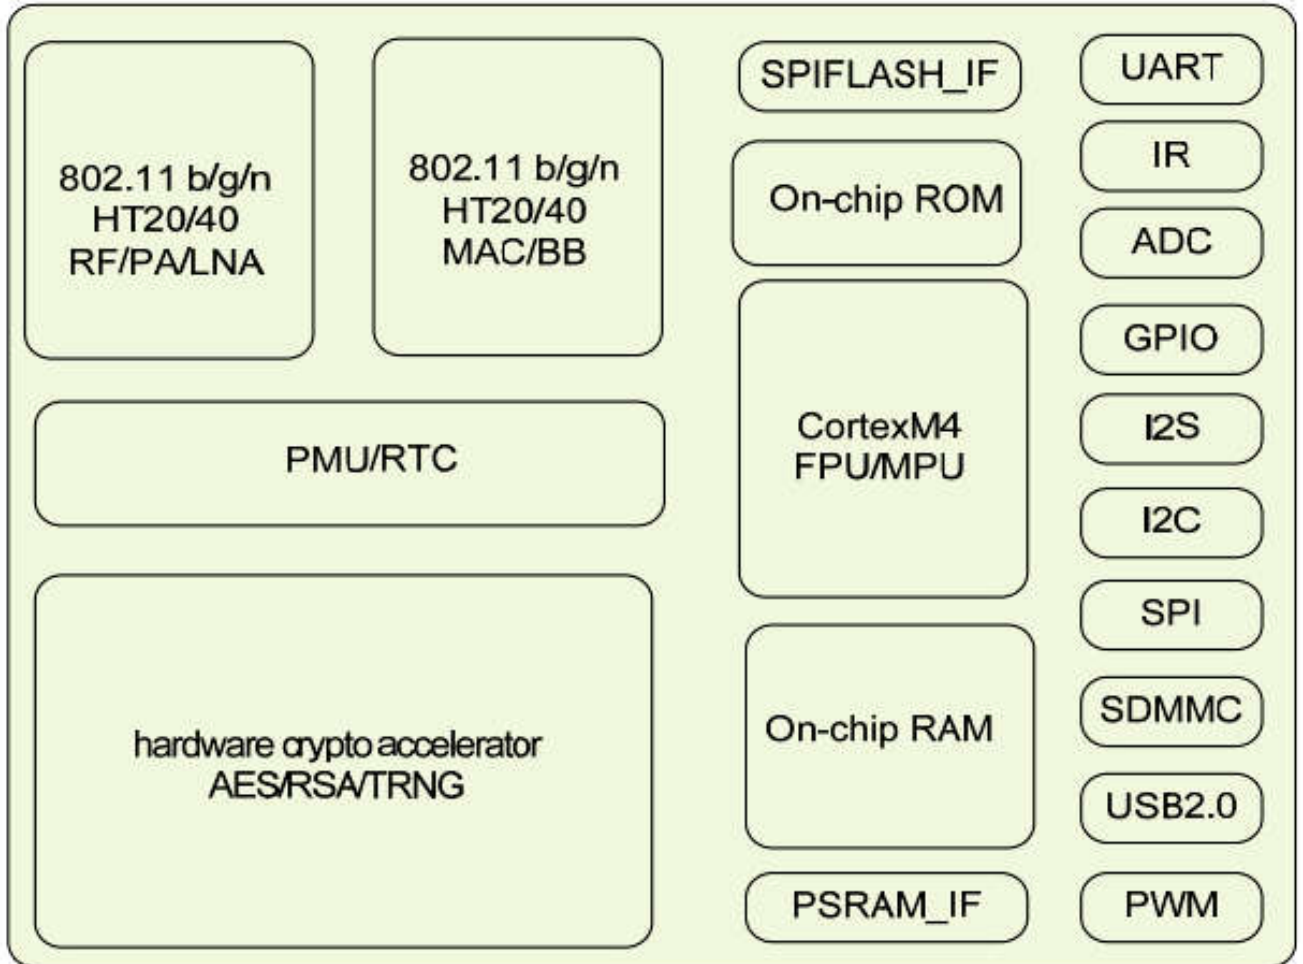 802.11 b/g/n
HT20/40
RF/PA/LNA
802.11 b/g/n
HT20/40
MAC/BB
PMU/RTC
hardware crypto accelerator
AES/RSA/TRNG
SPIFLASH_IF
On-chip ROM
CortexM4
FPU/MPU
On-chip RAM
PSRAM_IF
UART
IR
ADC
GPIO
I2S
I2C
SPI
SDMMC
USB2.0
PWM